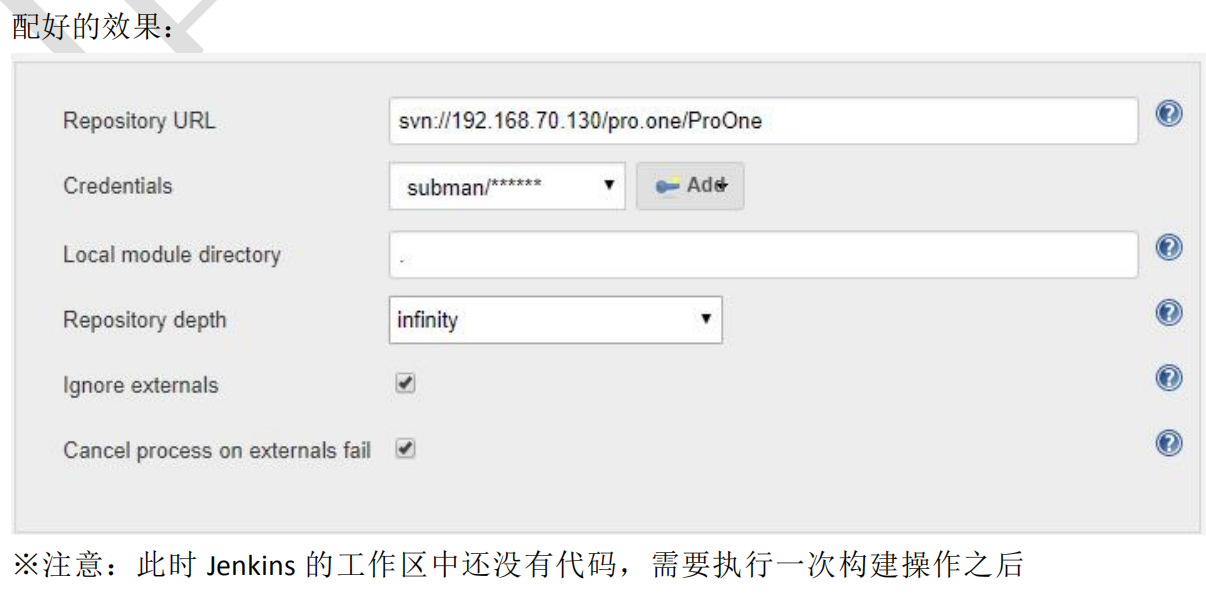 配好的效果：
Repository URL
svn://192.168.70.130/pro.one/ProOne
Credentials
subman/******
Add
Local module directory
.
Repository depth
infinity
Ignore externals
Cancel process on externals fail
※注意：此时 Jenkins 的工作区中还没有代码，需要执行一次构建操作之后